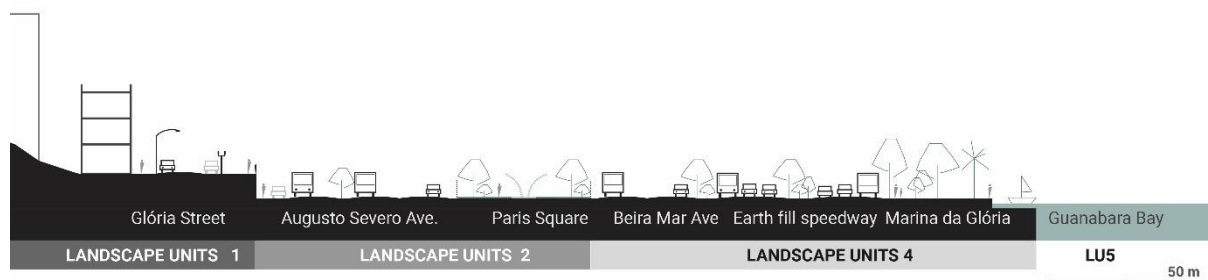 Glória Street Augusto Severo Ave. Paris Square Beira Mar Ave Earth fill speedway Marina da Glória Guanabara Bay
LANDSCAPE UNITS 1 LANDSCAPE UNITS 2 LANDSCAPE UNITS 4 LU5
50 m